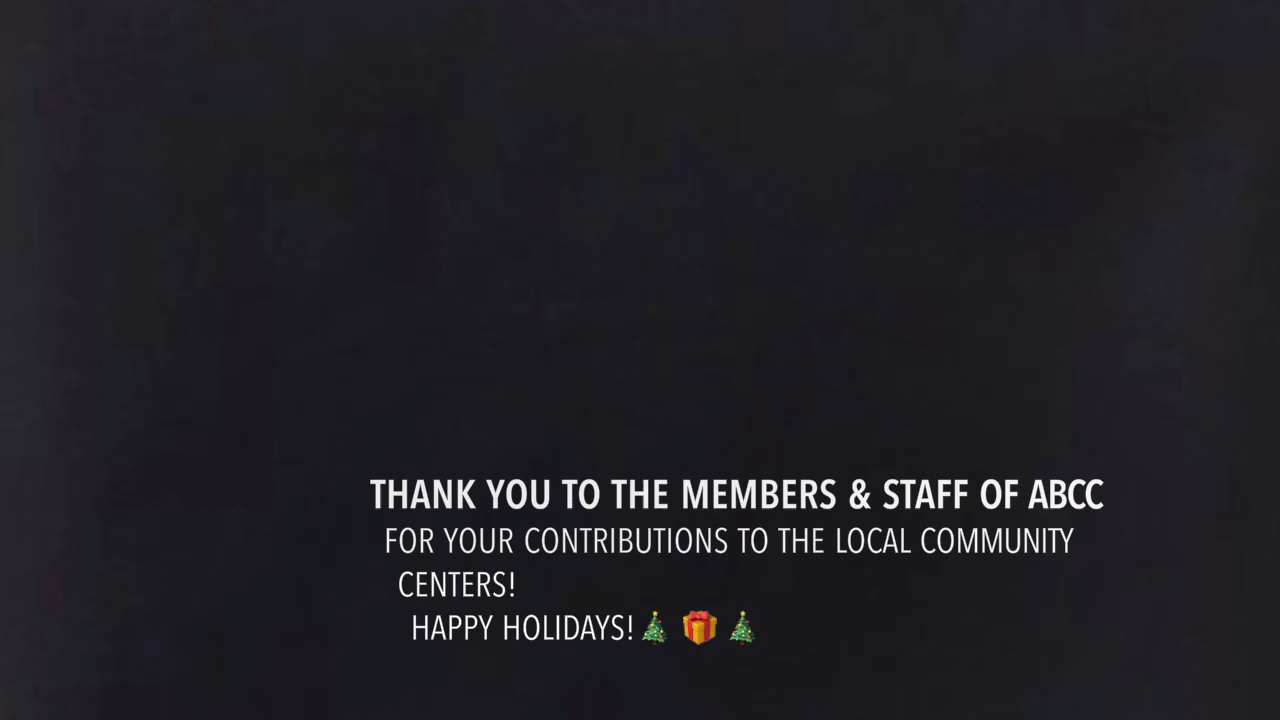 THANK YOU TO THE MEMBERS & STAFF OF ABCC
FOR YOUR CONTRIBUTIONS TO THE LOCAL COMMUNITY
CENTERS!
HAPPY HOLIDAYS!🎄 🎁 🎄